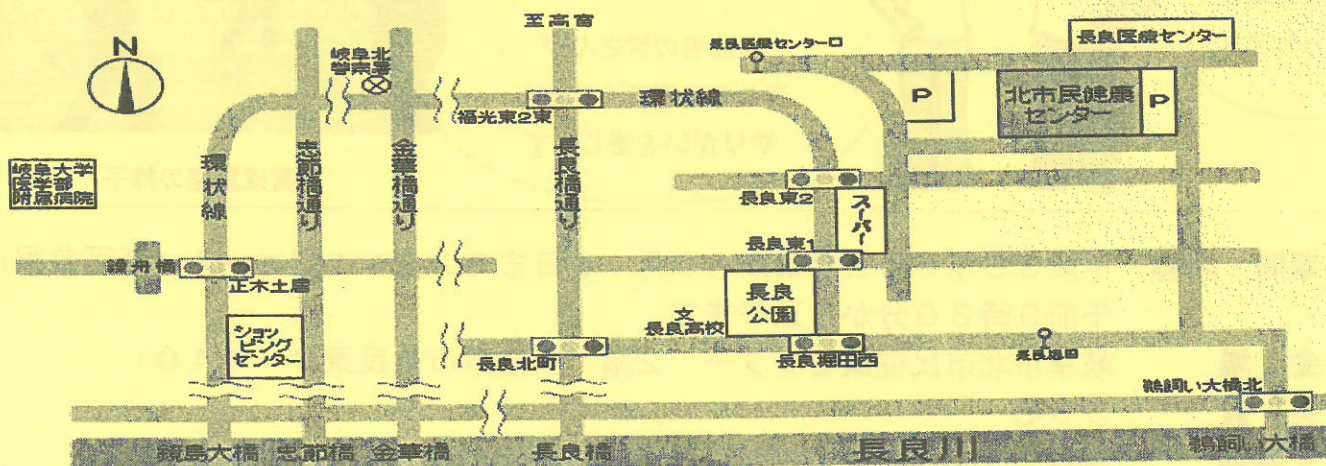 N
至高富
岐阜北
警察署
長良医療センター口
長良医療センター
P
北市民健康
センター
P
福光東2東
環状線
環状線
忠節橋通り
金華橋通り
長良橋通り
岐阜大学
医学部
附属病院
長良東2
スーパー
長良東1
正木土居
ショッ
ピング
センター
長良
公園
文
長良高校
長良北町
長良堀田西
鵜飼い大橋北
鏡島大橋
忠節橋
金華橋
長良橋
長良川
鵜飼い大橋